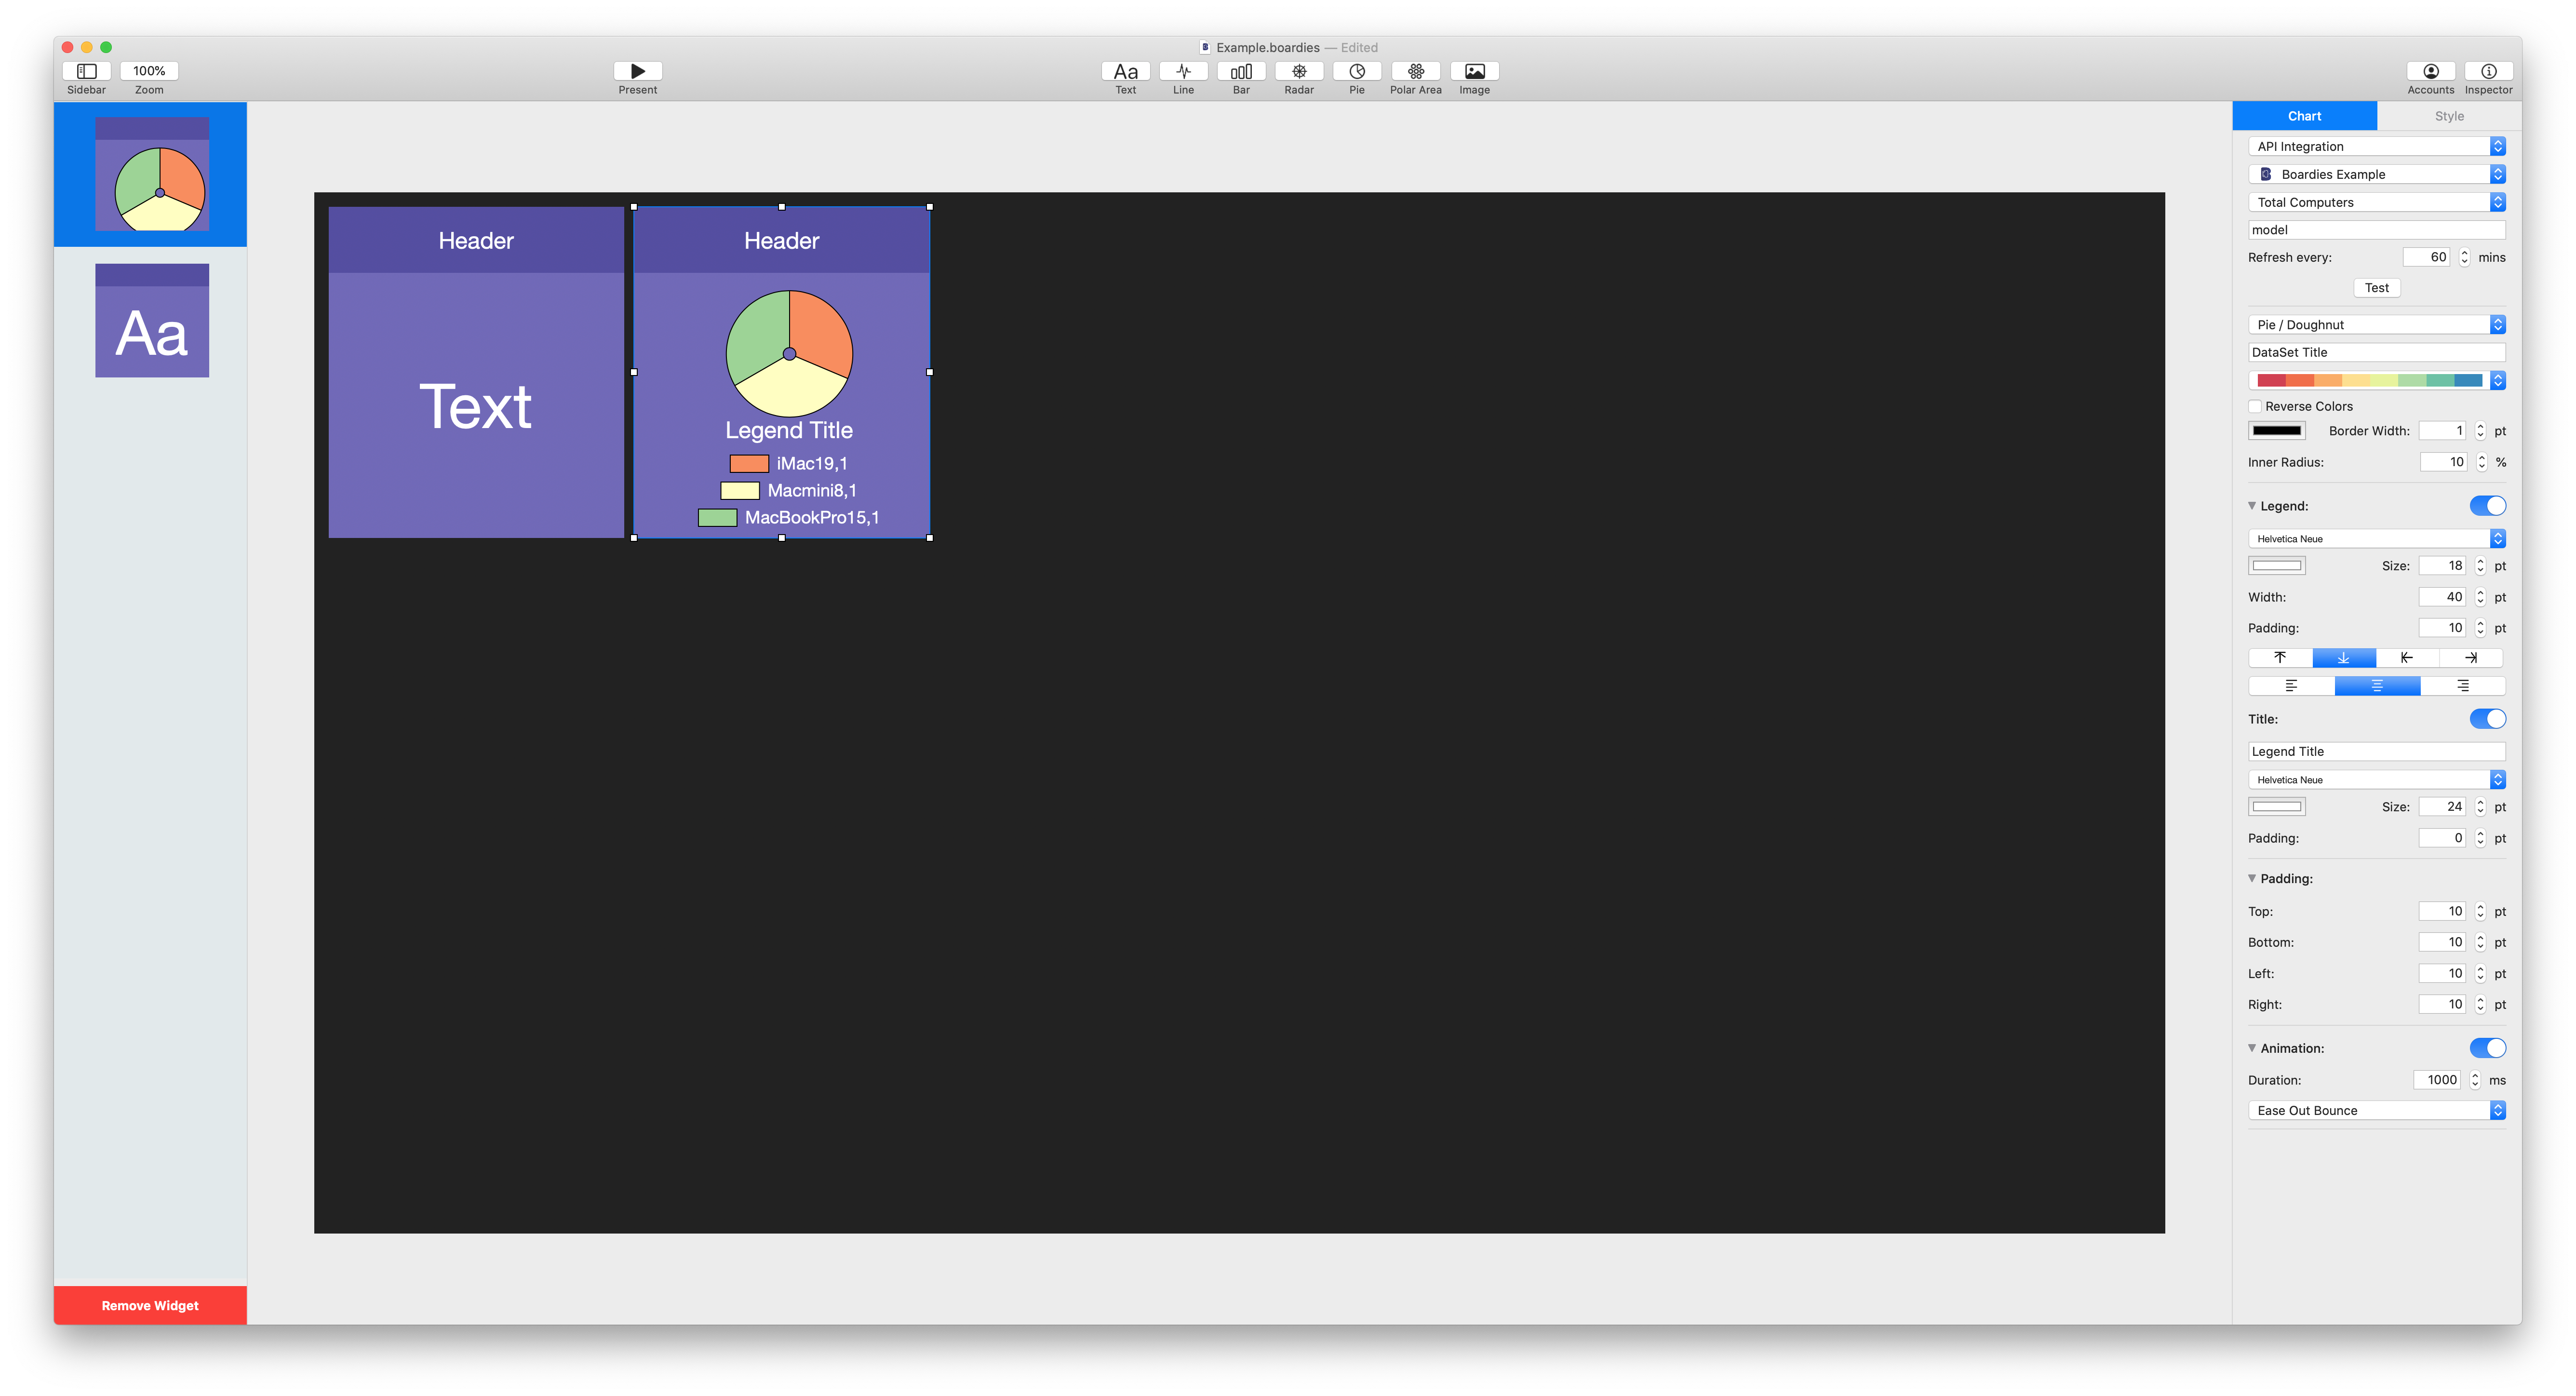 Example.boardies — Edited
100%
Aa
Sidebar
Zoom
Present
Text
Line
Bar
Radar
Pie
Polar Area
Image
Accounts
Inspector
Aa
Remove Widget
Header
Text
Header
Legend Title
iMac19,1
Macmini8,1
MacBookPro15,1
Chart
Style
API Integration
Boardies Example
Total Computers
model
Refresh every: 60 mins
Test
Pie / Doughnut
DataSet Title
Reverse Colors
Border Width: 1 pt
Inner Radius: 10 %
Legend:
Helvetica Neue
Size: 18 pt
Width: 40 pt
Padding: 10 pt
Title:
Legend Title
Helvetica Neue
Size: 24 pt
Padding: 0 pt
Padding:
Top: 10 pt
Bottom: 10 pt
Left: 10 pt
Right: 10 pt
Animation:
Duration: 1000 ms
Ease Out Bounce